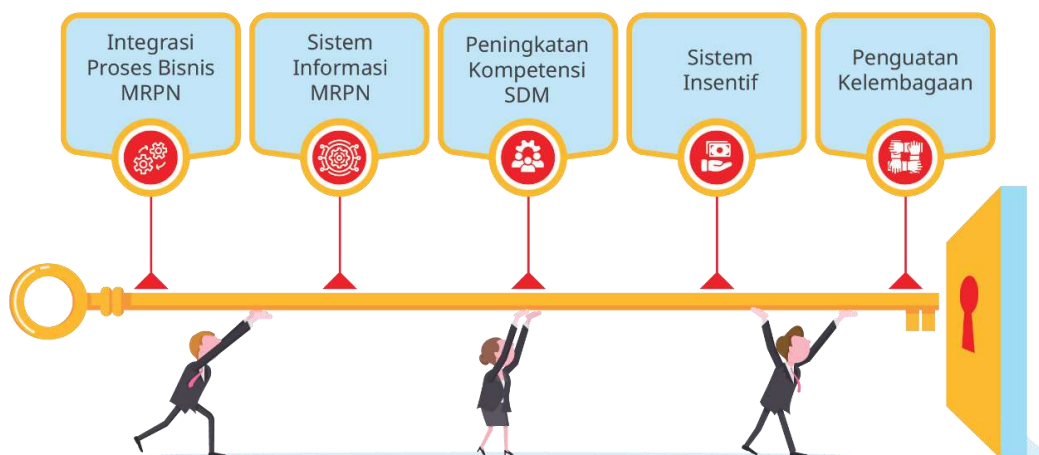 Integrasi
Proses Bisnis
MRPN
Sistem
Informasi
MRPN
Peningkatan
Kompetensi
SDM
Sistem
Insentif
Penguatan
Kelembagaan